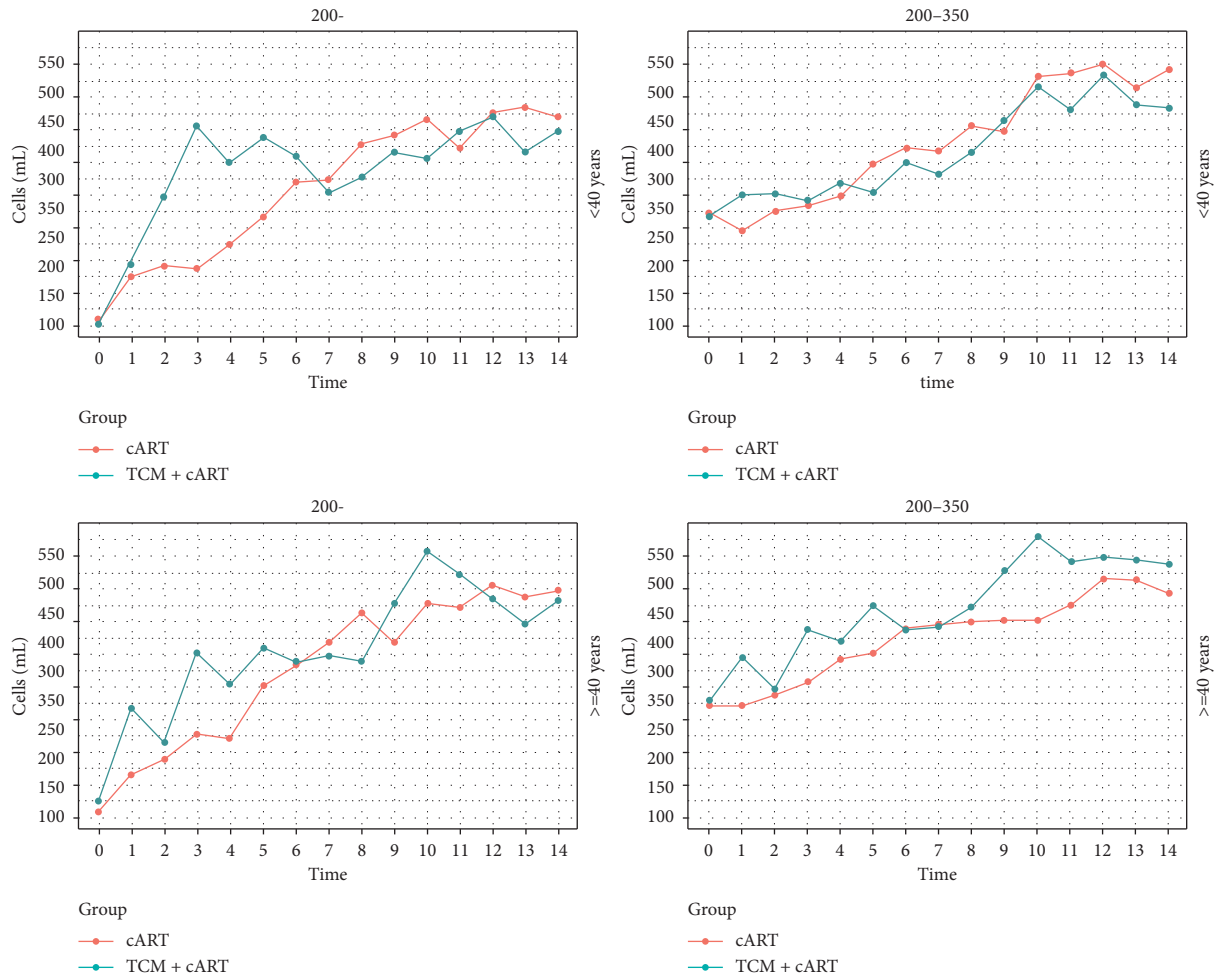 200-
Cells (mL)
550
500
450
400
300
350
250
200
150
100
0 1 2 3 4 5 6 7 8 9 10 11 12 13 14
Time
<40 years
Group
cART
TCM + cART
200–350
Cells (mL)
550
500
450
400
300
350
250
200
150
100
0 1 2 3 4 5 6 7 8 9 10 11 12 13 14
time
<40 years
Group
cART
TCM + cART
200-
Cells (mL)
550
500
450
400
300
350
250
200
150
100
0 1 2 3 4 5 6 7 8 9 10 11 12 13 14
Time
>=40 years
Group
cART
TCM + cART
200–350
Cells (mL)
550
500
450
400
300
350
250
200
150
100
0 1 2 3 4 5 6 7 8 9 10 11 12 13 14
Time
>=40 years
Group
cART
TCM + cART